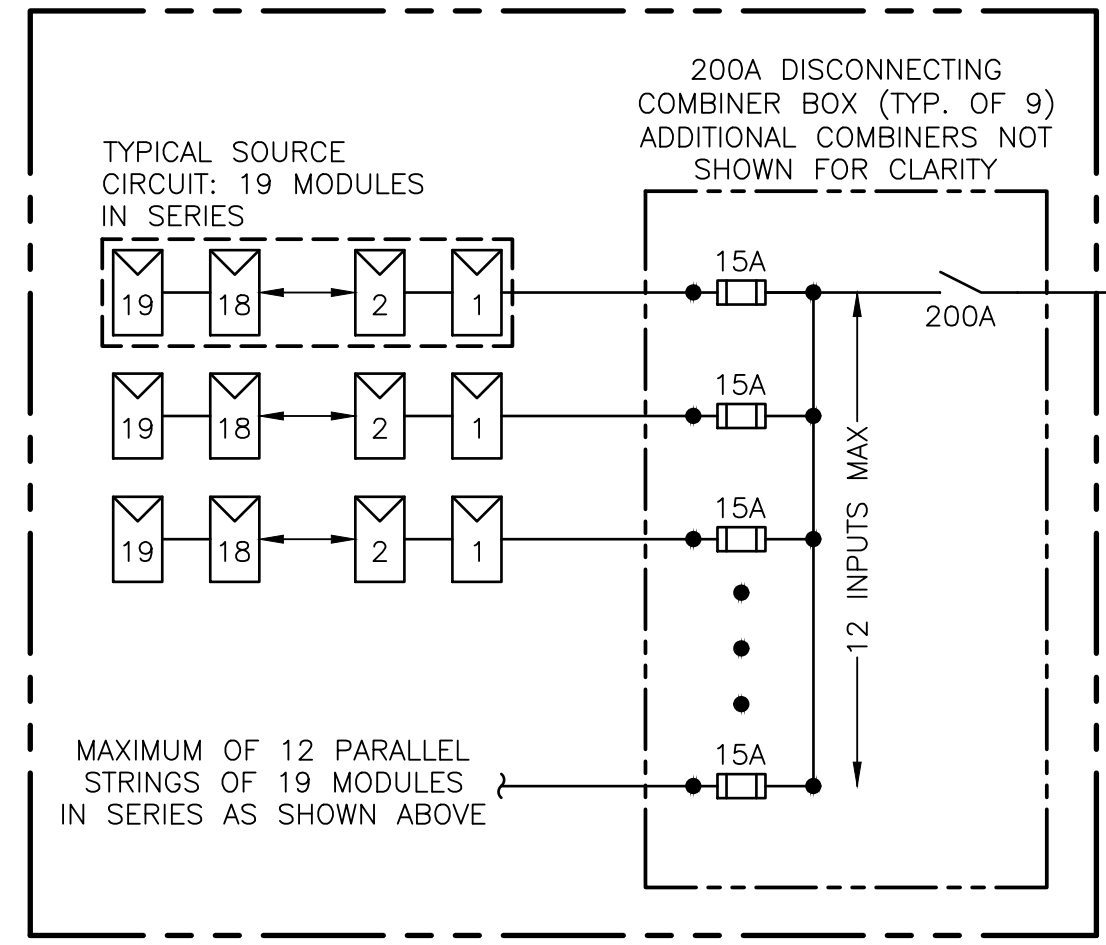 200A DISCONNECTING
COMBINER BOX (TYP. OF 9)
ADDITIONAL COMBINERS NOT
SHOWN FOR CLARITY
TYPICAL SOURCE
CIRCUIT: 19 MODULES
IN SERIES
19 18 2 1
15A
200A
19 18 2 1
15A
19 18 2 1
15A
12 INPUTS MAX
MAXIMUM OF 12 PARALLEL
STRINGS OF 19 MODULES
IN SERIES AS SHOWN ABOVE
15A